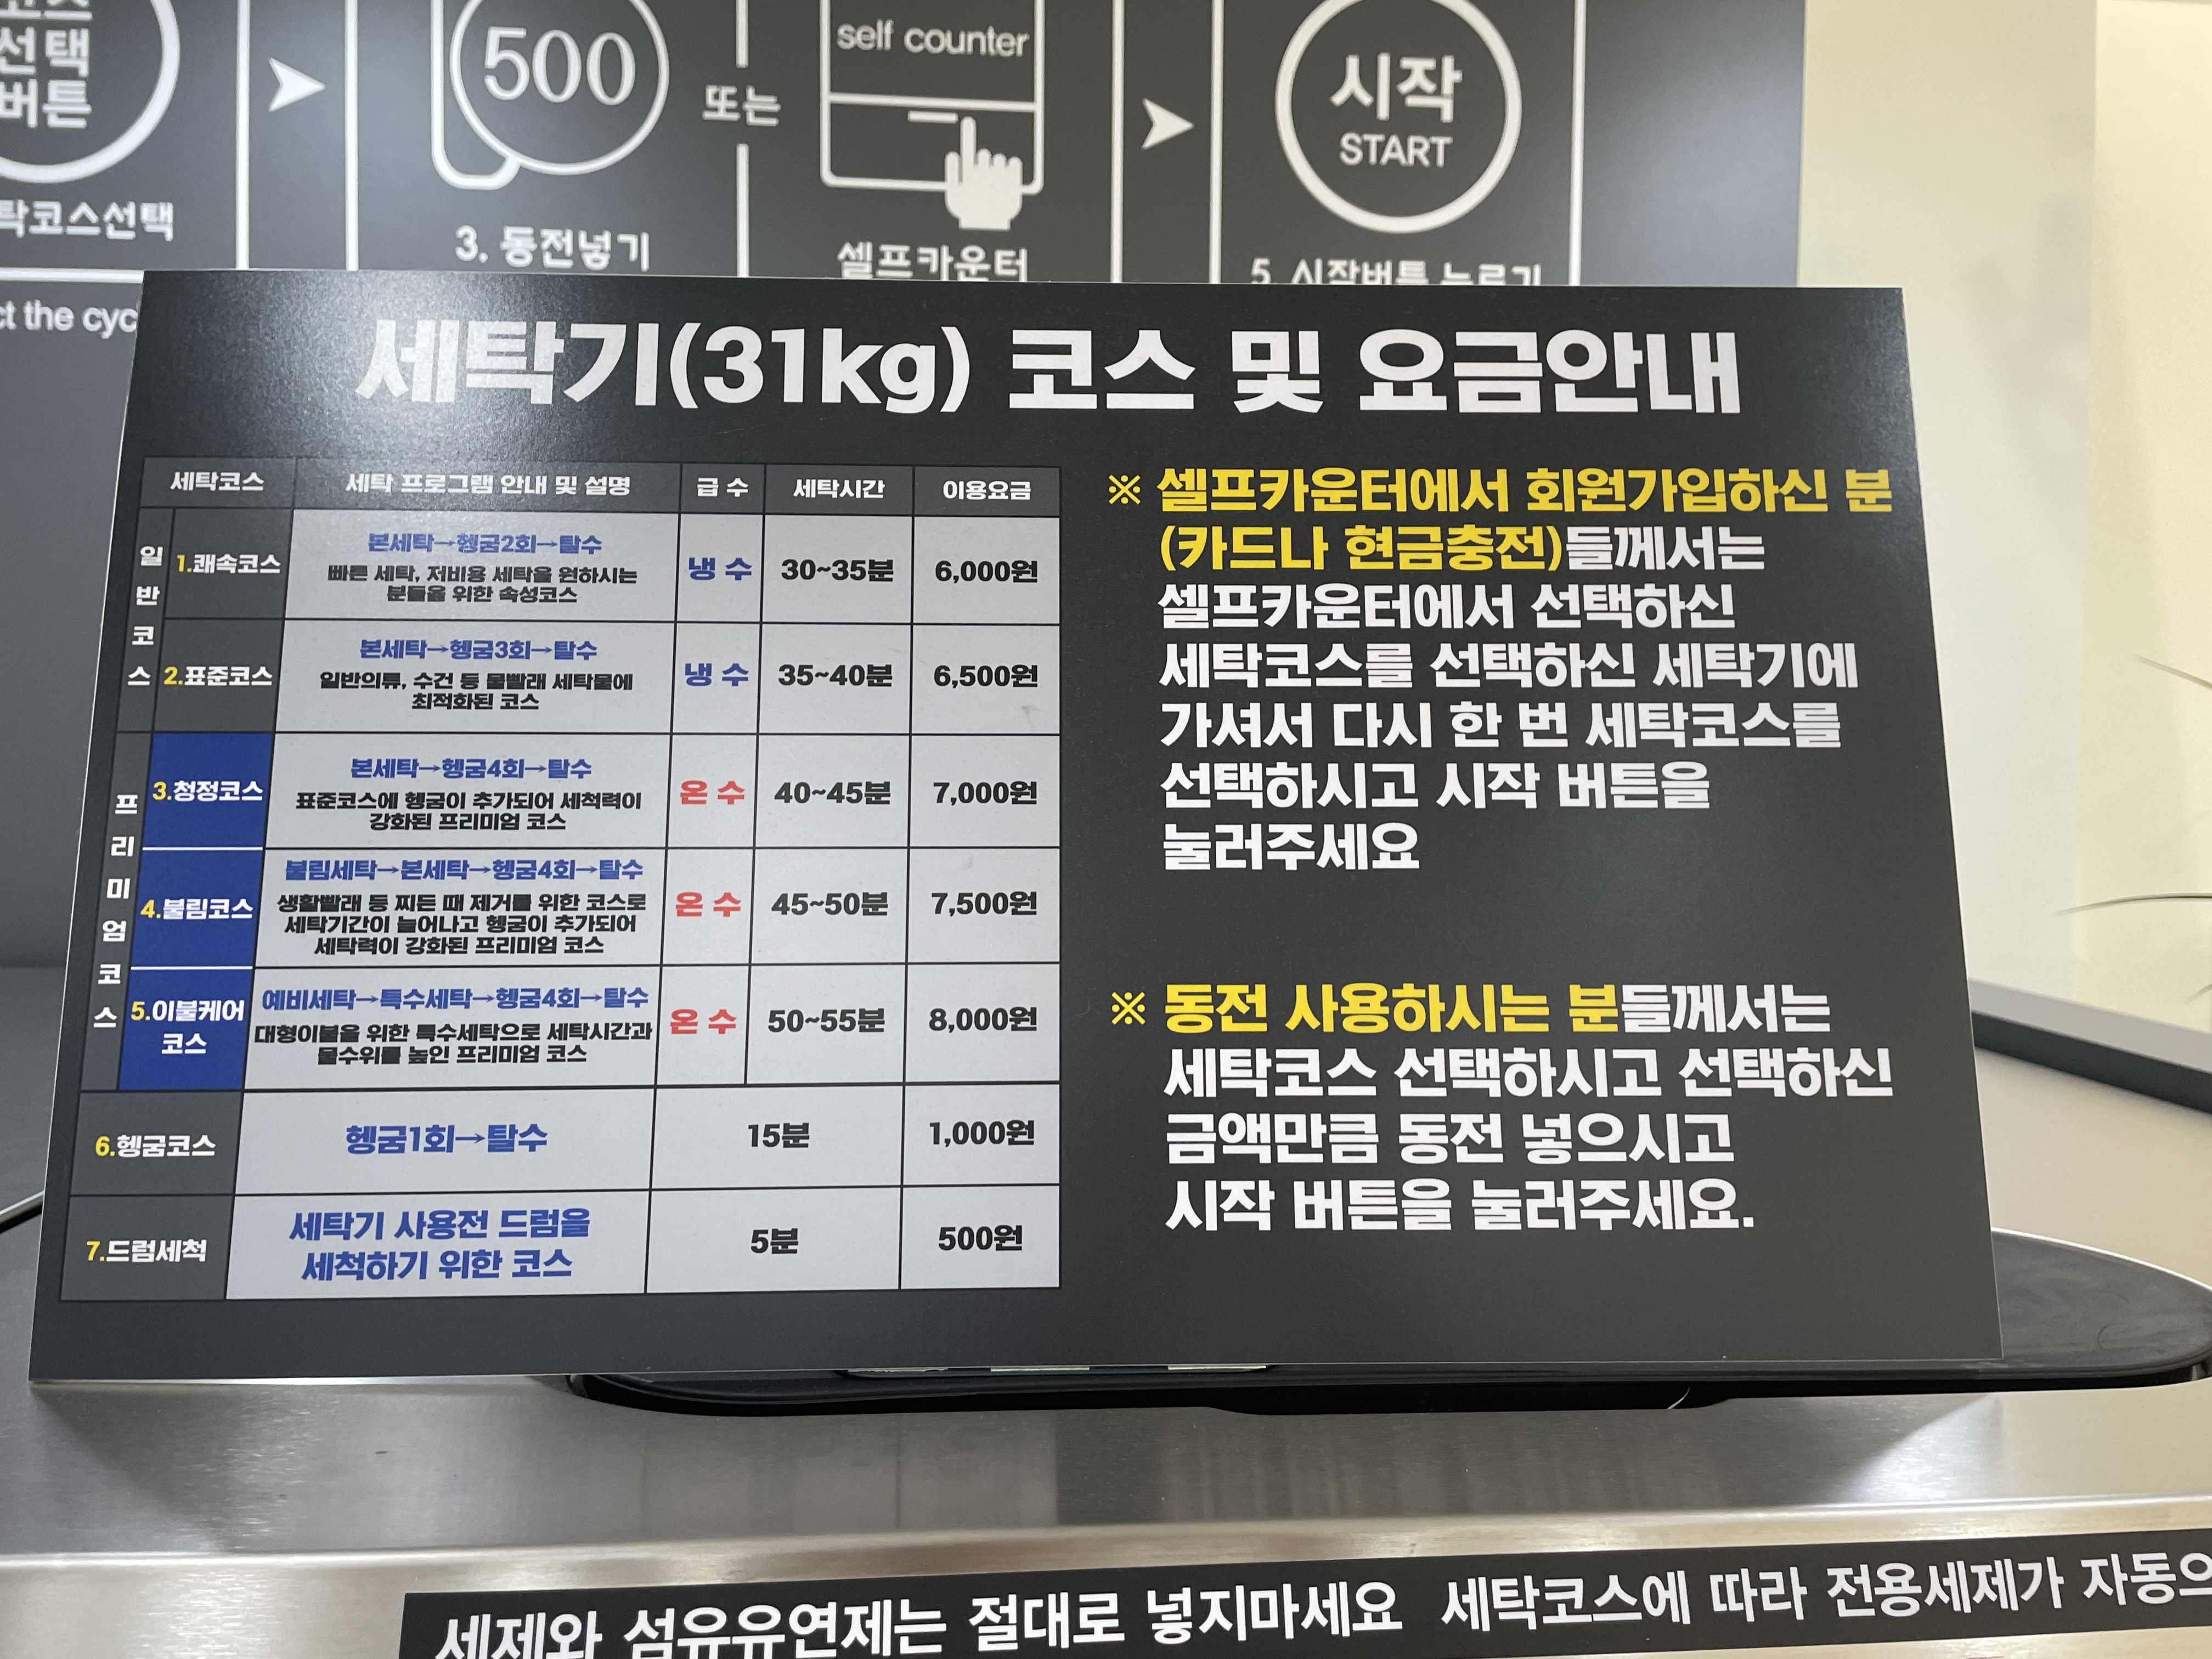 선택
버튼
500
또는
self counter
시작
START
탁코스선택
3. 동전넣기
셀프카운터
5. 시작버튼 누르기
ct the cyc
세탁기(31kg) 코스 및 요금안내
세탁코스 세탁 프로그램 안내 및 설명 급 수 세탁시간 이용요금
일반코스
1.쾌속코스
본세탁→헹굼2회→탈수
빠른 세탁, 저비용 세탁을 원하시는
분들을 위한 속성코스
냉 수 30~35분 6,000원
2.표준코스
본세탁→헹굼3회→탈수
일반의류, 수건 등 물빨래 세탁물에
최적화된 코스
냉 수 35~40분 6,500원
프리미엄코스
3.청정코스
본세탁→헹굼4회→탈수
표준코스에 헹굼이 추가되어 세척력이
강화된 프리미엄 코스
온 수 40~45분 7,000원
4.불림코스
불림세탁→본세탁→헹굼4회→탈수
생활빨래 등 찌든 때 제거를 위한 코스로
세탁기간이 늘어나고 헹굼이 추가되어
세탁력이 강화된 프리미엄 코스
온 수 45~50분 7,500원
5.이불케어
코스
예비세탁→특수세탁→헹굼4회→탈수
대형이불을 위한 특수세탁으로 세탁시간과
물수위를 높인 프리미엄 코스
온 수 50~55분 8,000원
6.헹굼코스 헹굼1회→탈수 15분 1,000원
7.드럼세척
세탁기 사용전 드럼을
세척하기 위한 코스
5분 500원
※ 셀프카운터에서 회원가입하신 분
(카드나 현금충전)들께서는
셀프카운터에서 선택하신
세탁코스를 선택하신 세탁기에
가셔서 다시 한 번 세탁코스를
선택하시고 시작 버튼을
눌러주세요
※ 동전 사용하시는 분들께서는
세탁코스 선택하시고 선택하신
금액만큼 동전 넣으시고
시작 버튼을 눌러주세요.
세제와 섬유유연제는 절대로 넣지마세요 세탁코스에 따라 전용세제가 자동으